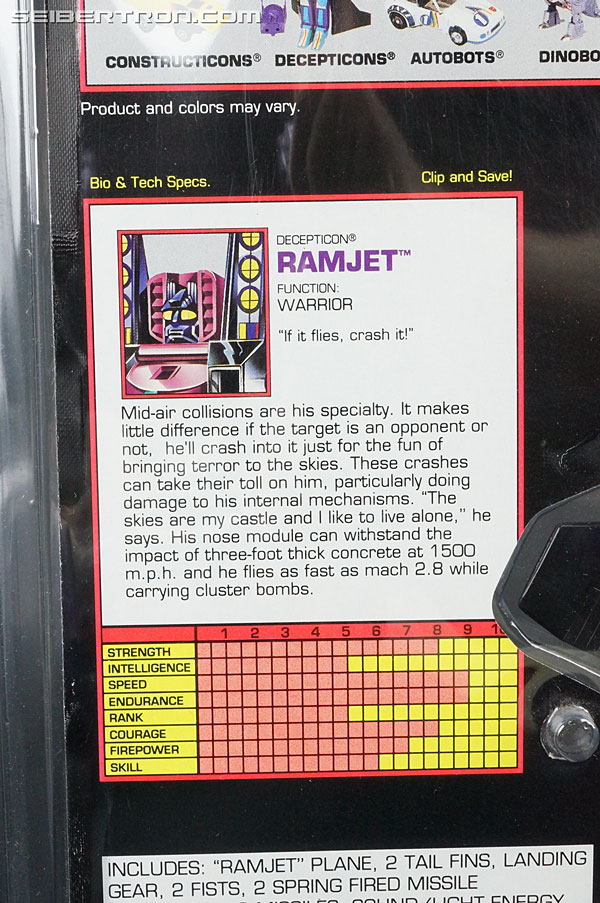 SEIBERTRON.COM
CONSTRUCTICONS® DECEPTICONS® AUTOBOTS® DINOBO
Product and colors may vary.
Bio & Tech Specs. Clip and Save!
DECEPTICON®
RAMJET™
FUNCTION:
WARRIOR
"If it flies, crash it!"
Mid-air collisions are his specialty. It makes
little difference if the target is an opponent or
not, he'll crash into it just for the fun of
bringing terror to the skies. These crashes
can take their toll on him, particularly doing
damage to his internal mechanisms. "The
skies are my castle and I like to live alone," he
says. His nose module can withstand the
impact of three-foot thick concrete at 1500
m.p.h. and he flies as fast as mach 2.8 while
carrying cluster bombs.
1 2 3 4 5 6 7 8 9 10
STRENGTH
INTELLIGENCE
SPEED
ENDURANCE
RANK
COURAGE
FIREPOWER
SKILL
INCLUDES: "RAMJET" PLANE, 2 TAIL FINS, LANDING
GEAR, 2 FISTS, 2 SPRING FIRED MISSILE
MISSILES, SOUND/LIGHT ENERGY